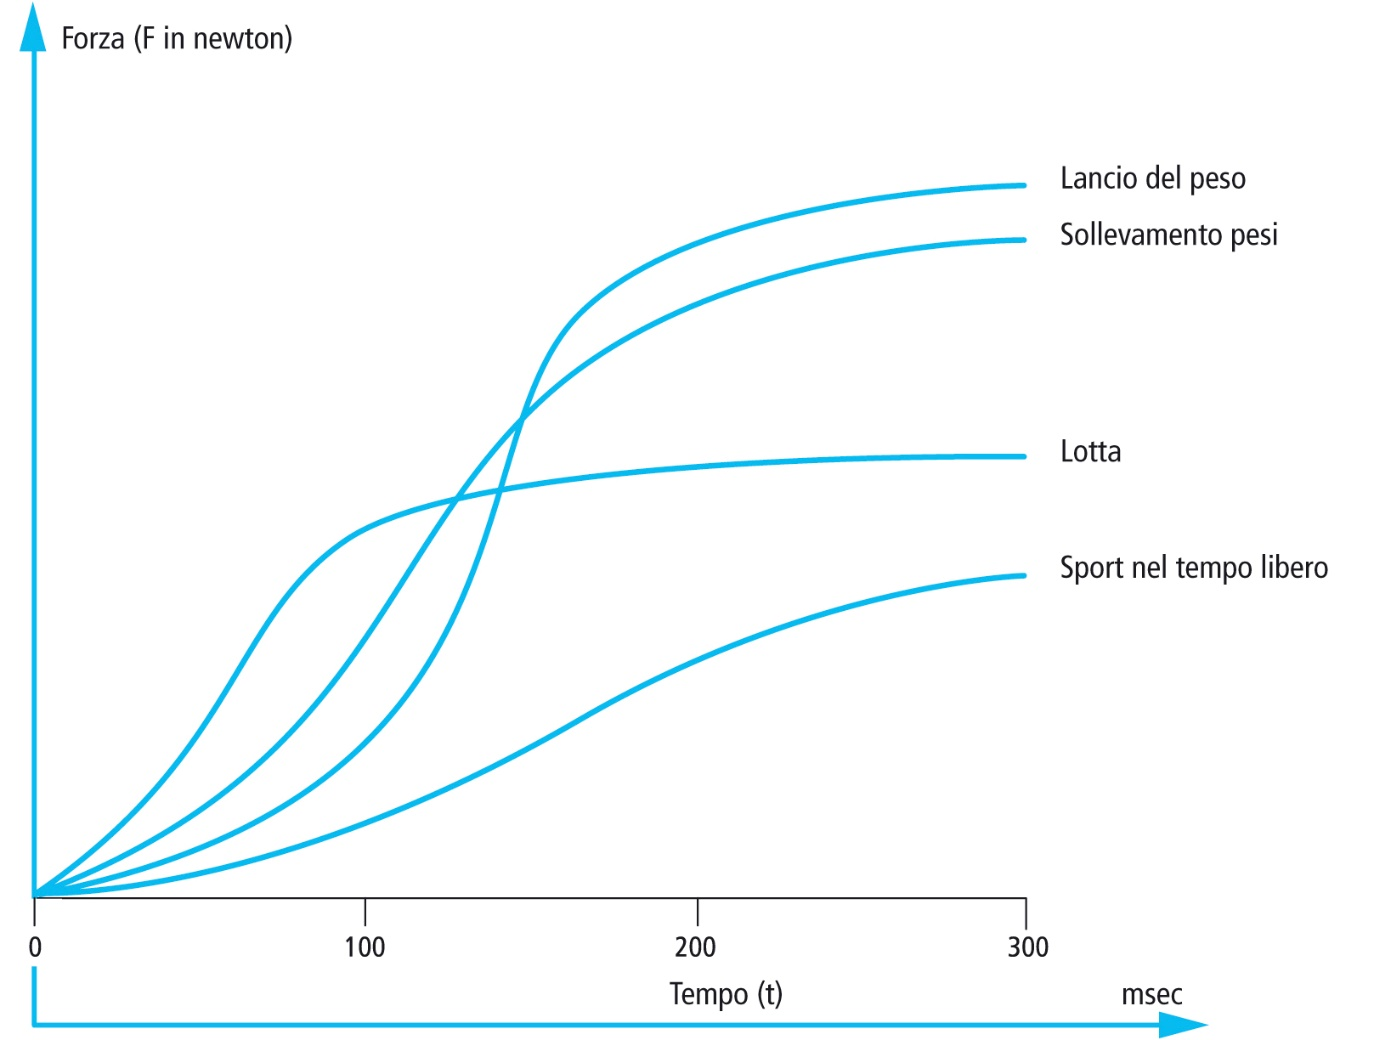 Forza (F in newton)
Lancio del peso
Sollevamento pesi
Lotta
Sport nel tempo libero
0 100 200 300
Tempo (t) msec